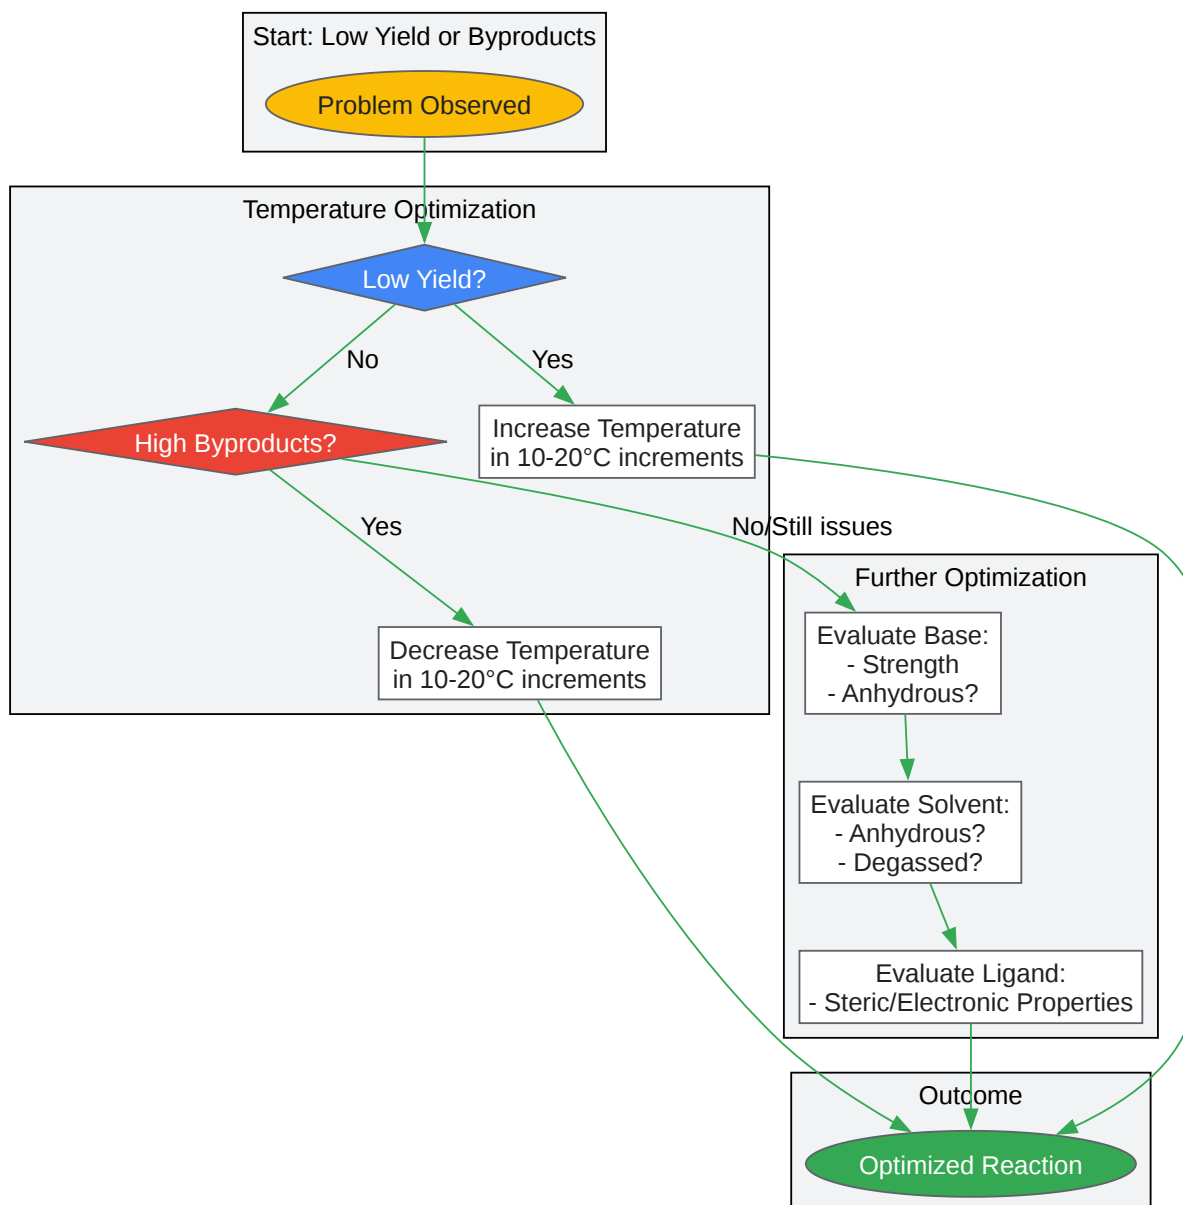 Start: Low Yield or Byproducts
Problem Observed
Temperature Optimization
Low Yield?
No
Yes
High Byproducts?
Increase Temperature
in 10-20°C increments
Yes
No/Still issues
Decrease Temperature
in 10-20°C increments
Further Optimization
Evaluate Base:
- Strength
- Anhydrous?
Evaluate Solvent:
- Anhydrous?
- Degassed?
Evaluate Ligand:
- Steric/Electronic Properties
Outcome
Optimized Reaction